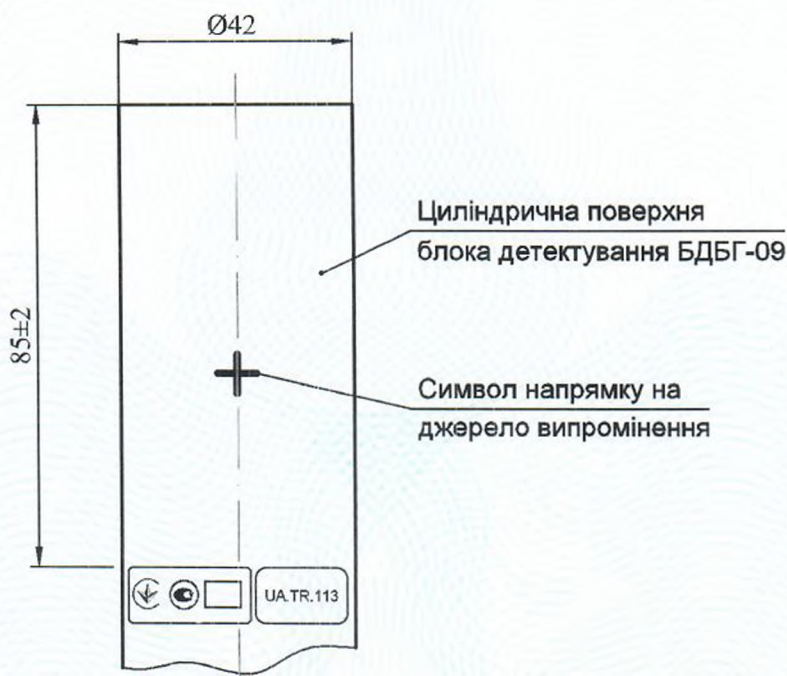 Ø42
Циліндрична поверхня
блока детектування БДБГ-09
85±2
Символ напрямку на
джерело випромінення
UA.TR.113